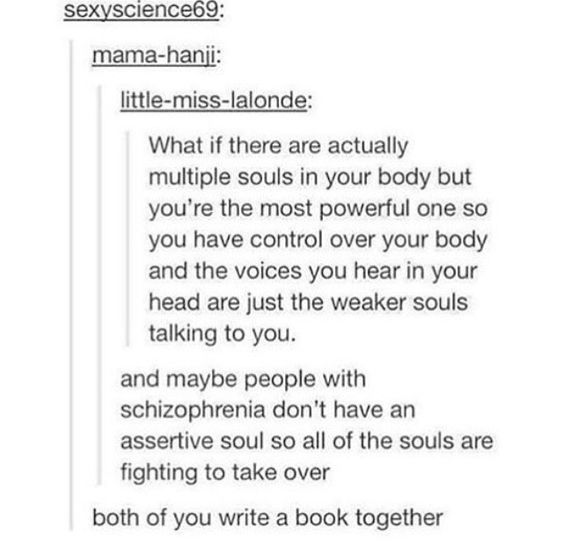 sexyscience69:
mama-hanji:
little-miss-lalonde:
What if there are actually
multiple souls in your body but
you're the most powerful one so
you have control over your body
and the voices you hear in your
head are just the weaker souls
talking to you.
and maybe people with
schizophrenia don't have an
assertive soul so all of the souls are
fighting to take over
both of you write a book together